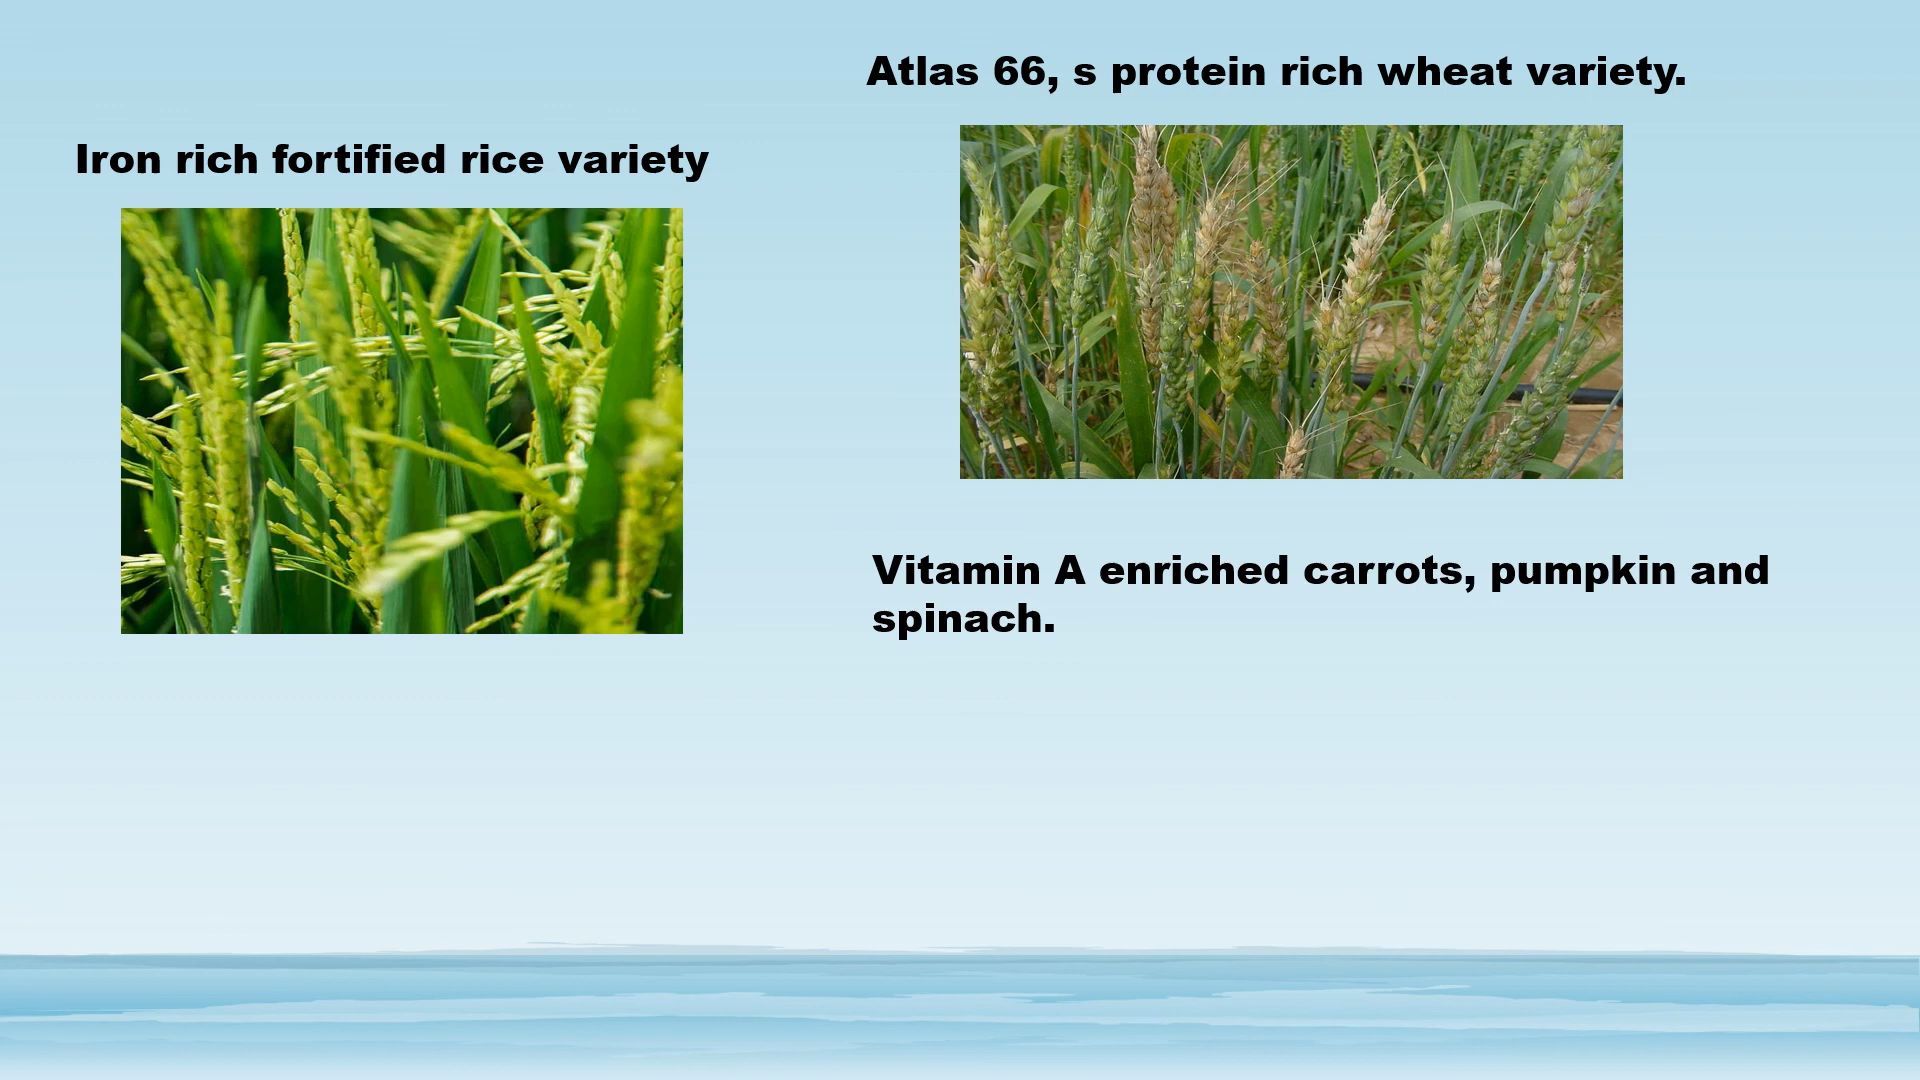 Atlas 66, s protein rich wheat variety.
Iron rich fortified rice variety
Vitamin A enriched carrots, pumpkin and
spinach.